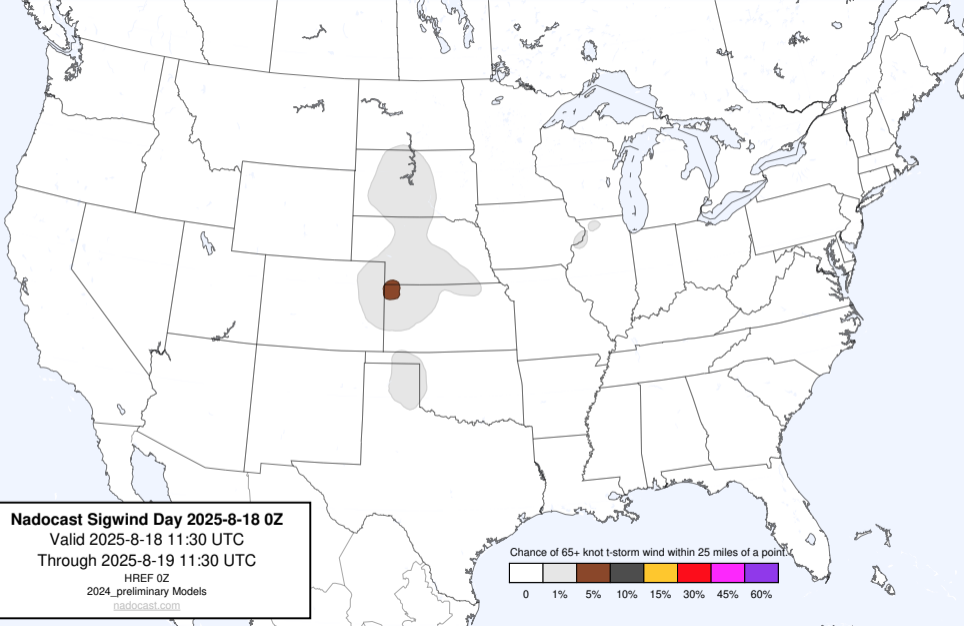 Nadocast Sigwind Day 2025-8-18 0Z
Valid 2025-8-18 11:30 UTC
Through 2025-8-19 11:30 UTC
HREF 0Z
2024_preliminary Models
nadocast.com
Chance of 65+ knot t-storm wind within 25 miles of a point.
0 1% 5% 10% 15% 30% 45% 60%